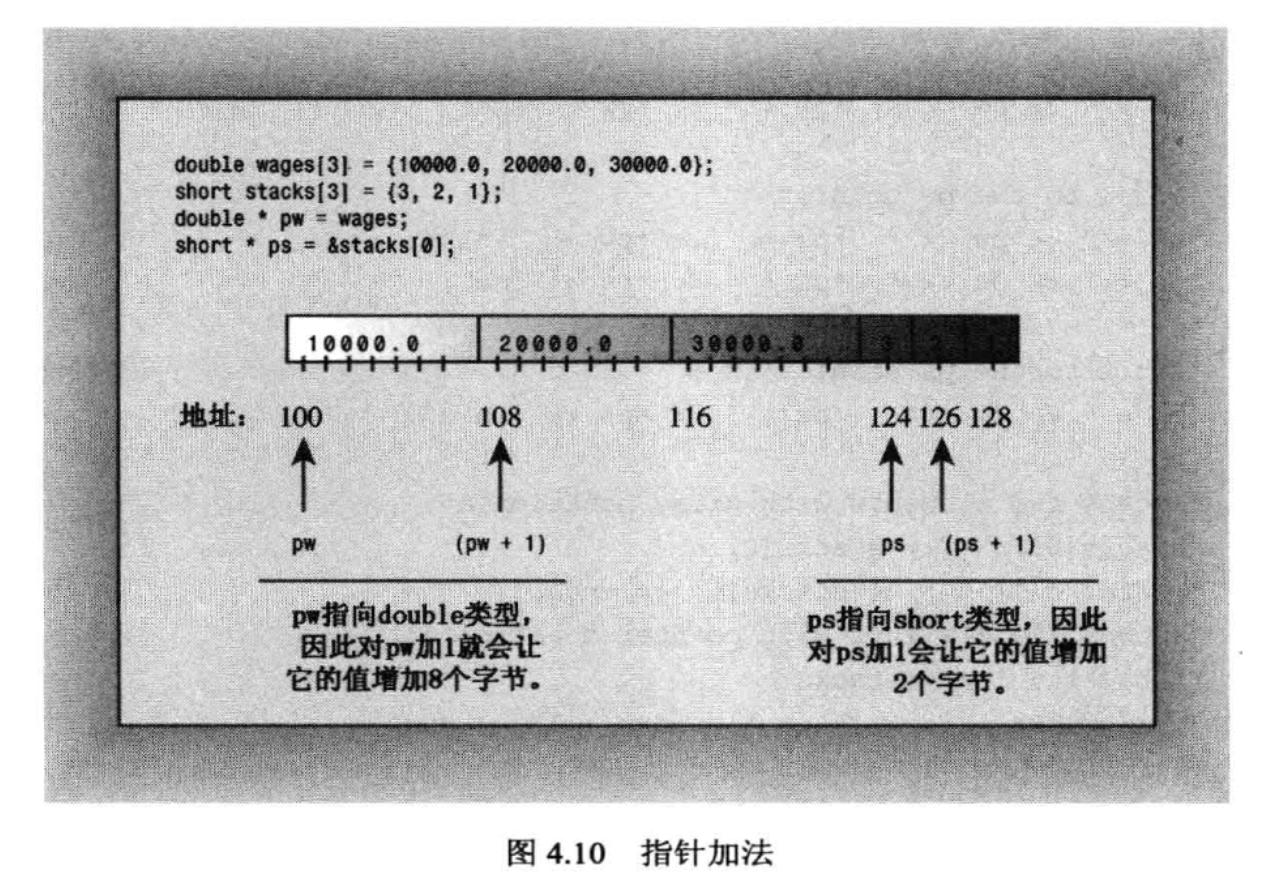 double wages[3] = {10000.0, 20000.0, 30000.0};
short stacks[3] = {3, 2, 1};
double * pw = wages;
short * ps = &stacks[0];
10000.0 20000.0 30000.0 3 2 1
地址: 100 108 116 124 126 128
pw (pw + 1) ps (ps + 1)
pw指向double类型，
因此对pw加1就会让
它的值增加8个字节。
ps指向short类型，因此
对ps加1会让它的值增加
2个字节。
图 4.10 指针加法